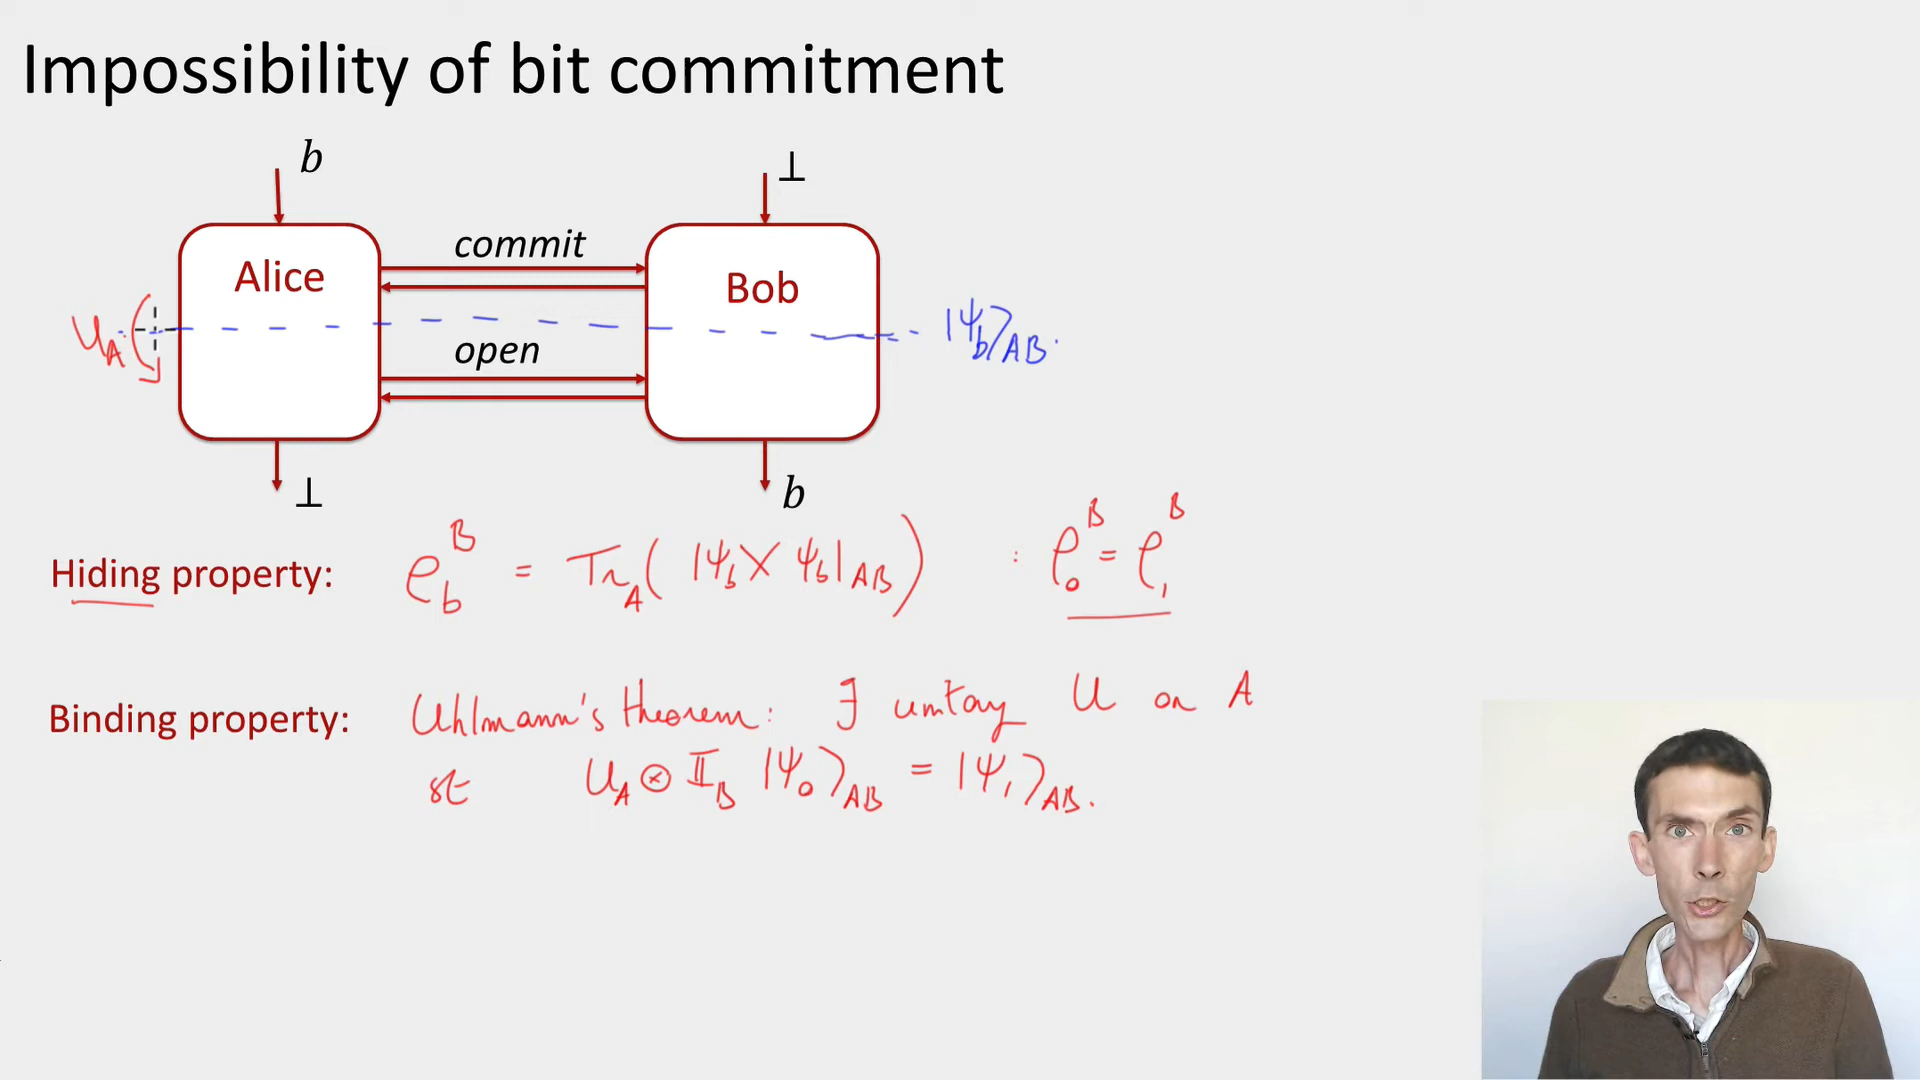 Impossibility of bit commitment
b
⊥
Alice
commit
Bob
U_A
|ψ_b⟩_AB.
open
⊥
b
Hiding property: ρ_b^B = Tr_A( |ψ_b⟩⟨ψ_b|_AB ) : ρ_0^B = ρ_1^B
Binding property: Uhlmann's theorem: ∃ unitary U on A
st U_A ⊗ 𝕀_B |ψ_0⟩_AB = |ψ_1⟩_AB.